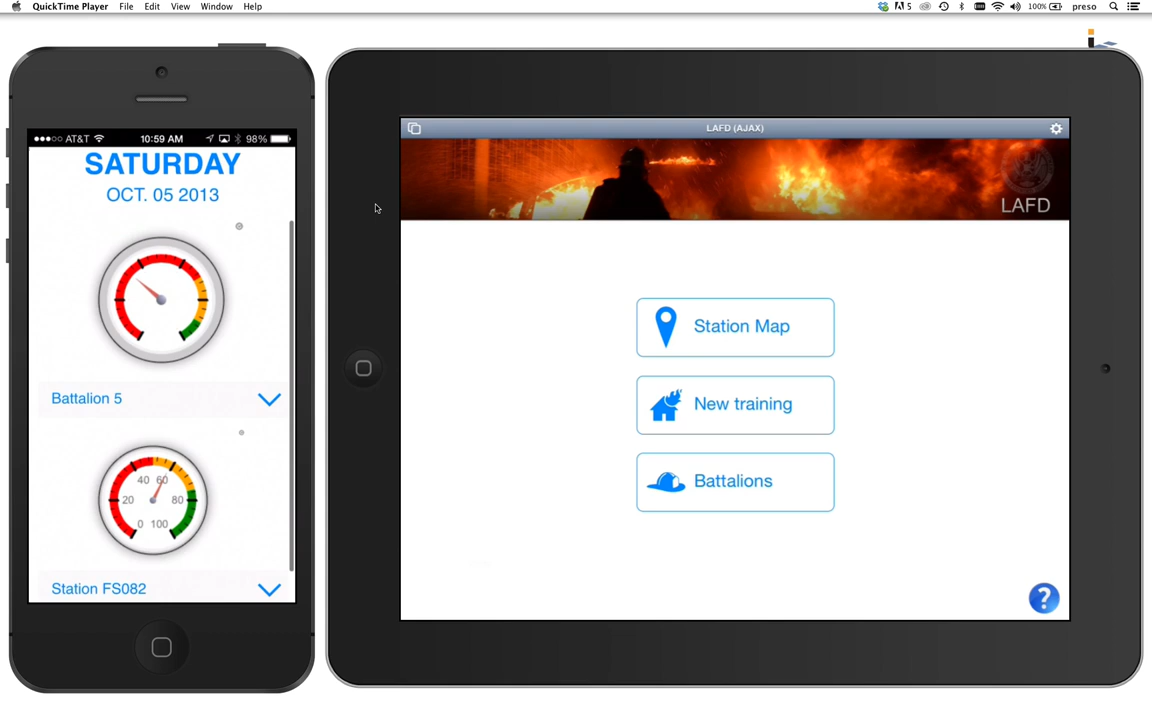 QuickTime Player File Edit View Window Help
5 100% preso
AT&T 10:59 AM 98%
SATURDAY
OCT. 05 2013
Battalion 5
40 60
20 80
0 100
Station FS082
LAFD (AJAX)
LAFD
Station Map
New training
Battalions
?